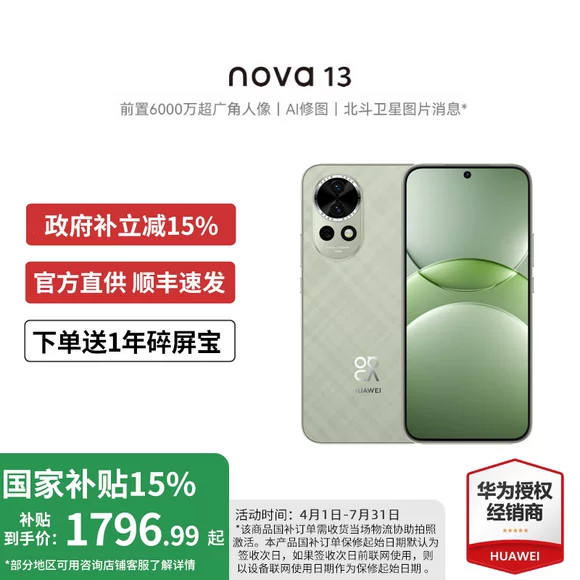 nova 13
前置6000万超广角人像丨AI修图丨北斗卫星图片消息*
政府补立减15%
官方直供 顺丰速发
下单送1年碎屏宝
HUAWEI
国家补贴15%
补贴
到手价：1796.99 起
*部分地区可用咨询店铺客服了解详情
活动时间：4月1日-7月31日
*该商品国补订单需收货当场物流协助拍照
激活。本产品国补订单保修起始日期默认为
签收次日，如果签收次日前联网使用，则
以设备联网使用日期作为保修起始日期 。
华为授权
经销商
HUAWEI